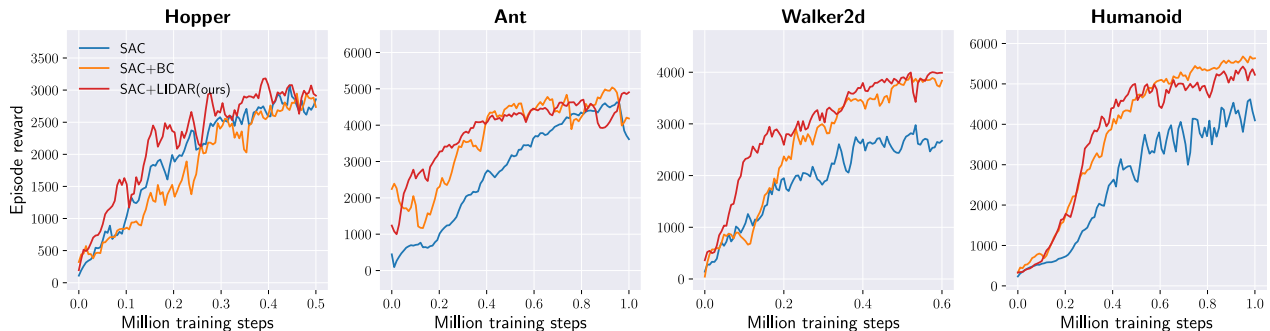 Hopper
Ant
Walker2d
Humanoid
SAC
SAC+BC
SAC+LIDAR(ours)
Episode reward
3500
3000
2500
2000
1500
1000
500
0
0.0 0.1 0.2 0.3 0.4 0.5
Million training steps
6000
5000
4000
3000
2000
1000
0
0.0 0.2 0.4 0.6 0.8 1.0
Million training steps
4000
3000
2000
1000
0
0.0 0.2 0.4 0.6
Million training steps
6000
5000
4000
3000
2000
1000
0
0.0 0.2 0.4 0.6 0.8 1.0
Million training steps